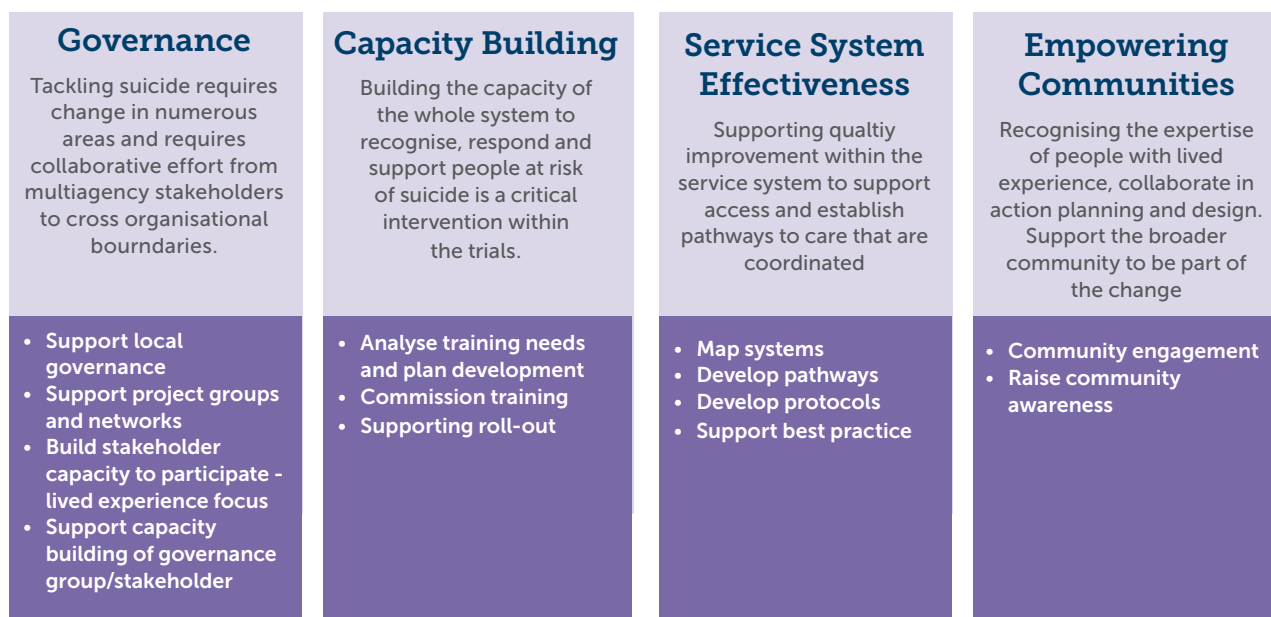 Governance
Tackling suicide requires
change in numerous
areas and requires
collaborative effort from
multiagency stakeholders
to cross organisational
bourndaries.
• Support local
governance
• Support project groups
and networks
• Build stakeholder
capacity to participate -
lived experience focus
• Support capacity
building of governance
group/stakeholder
Capacity Building
Building the capacity of
the whole system to
recognise, respond and
support people at risk
of suicide is a critical
intervention within
the trials.
• Analyse training needs
and plan development
• Commission training
• Supporting roll-out
Service System
Effectiveness
Supporting qualtiy
improvement within the
service system to support
access and establish
pathways to care that are
coordinated
• Map systems
• Develop pathways
• Develop protocols
• Support best practice
Empowering
Communities
Recognising the expertise
of people with lived
experience, collaborate in
action planning and design.
Support the broader
community to be part of
the change
• Community engagement
• Raise community
awareness